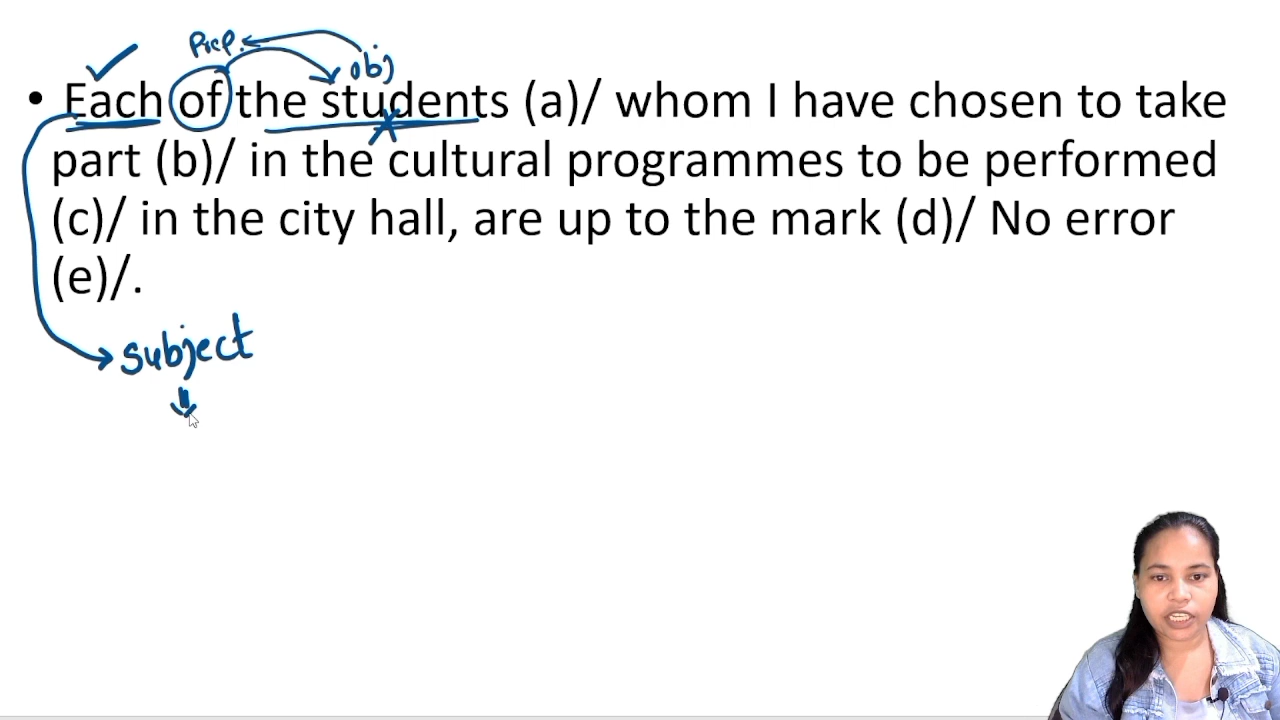 Prep.
obj
• Each of the students (a)/ whom I have chosen to take
part (b)/ in the cultural programmes to be performed
(c)/ in the city hall, are up to the mark (d)/ No error
(e)/.
subject